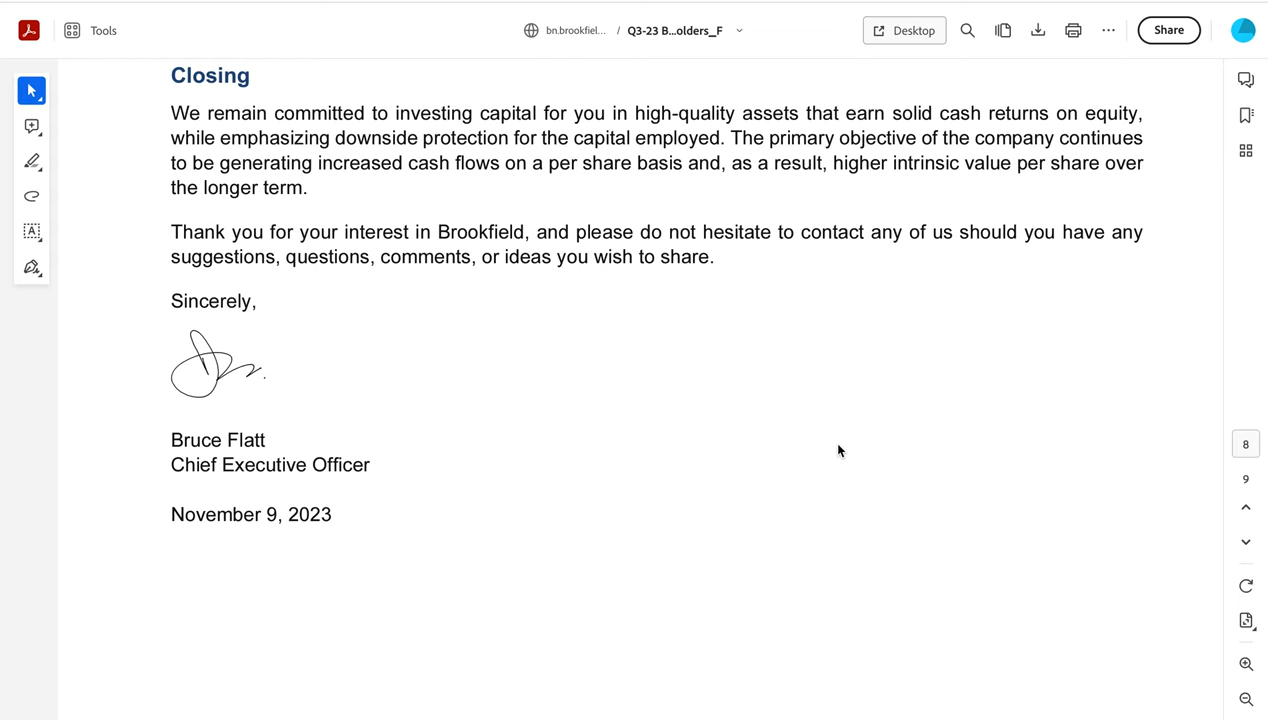 Tools
bn.brookfiel... / Q3-23 B...olders_F
Desktop
Share
Closing
We remain committed to investing capital for you in high-quality assets that earn solid cash returns on equity,
while emphasizing downside protection for the capital employed. The primary objective of the company continues
to be generating increased cash flows on a per share basis and, as a result, higher intrinsic value per share over
the longer term.
Thank you for your interest in Brookfield, and please do not hesitate to contact any of us should you have any
suggestions, questions, comments, or ideas you wish to share.
Sincerely,
Bruce Flatt
Chief Executive Officer
November 9, 2023
8
9